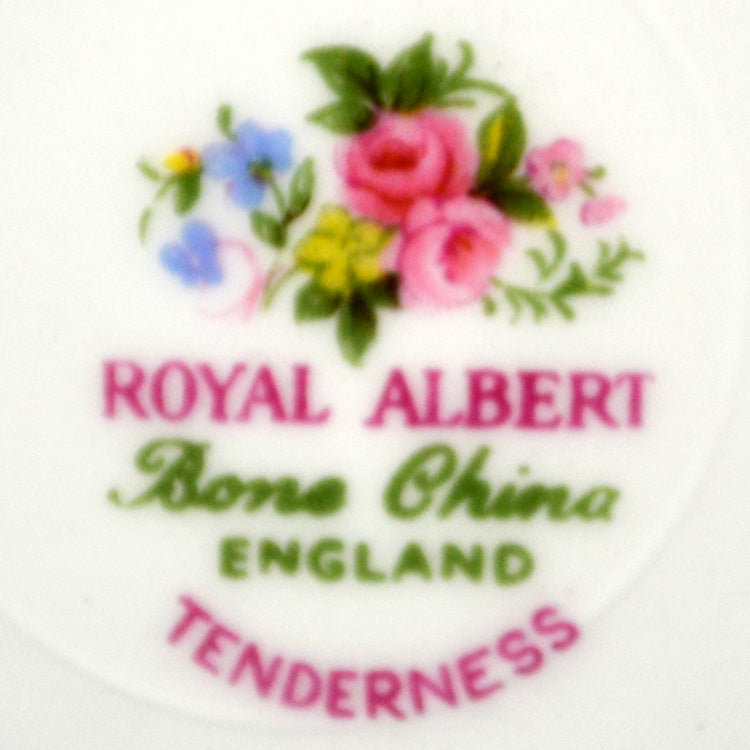 ROYAL ALBERT
Bone China
ENGLAND
TENDERNESS